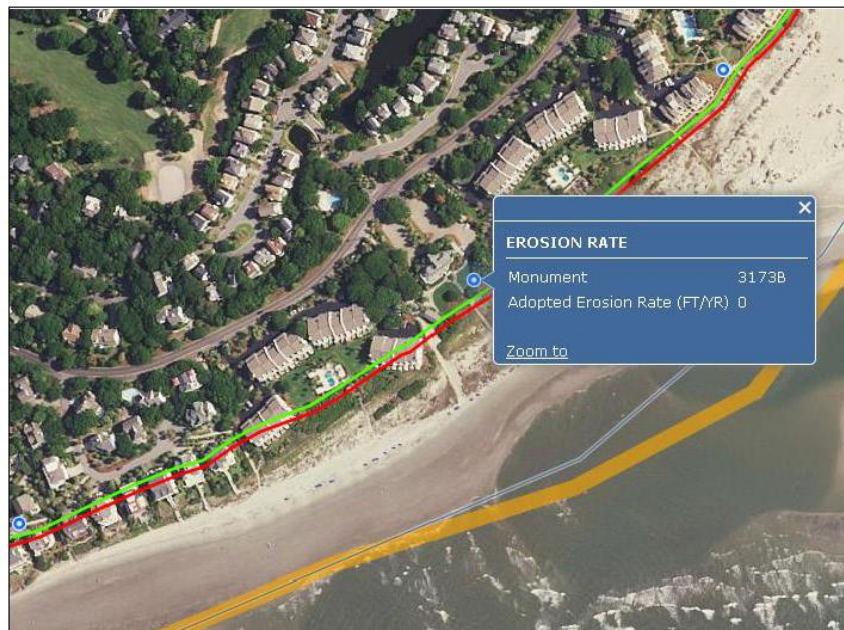 EROSION RATE
Monument 3173B
Adopted Erosion Rate (FT/YR) 0
Zoom to